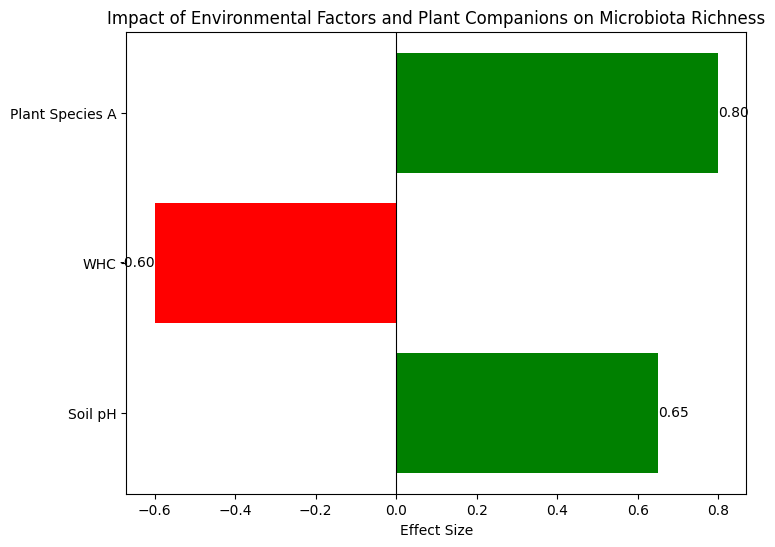 Impact of Environmental Factors and Plant Companions on Microbiota Richness
Plant Species A
0.80
WHC
-0.60
Soil pH
0.65
−0.6 −0.4 −0.2 0.0 0.2 0.4 0.6 0.8
Effect Size